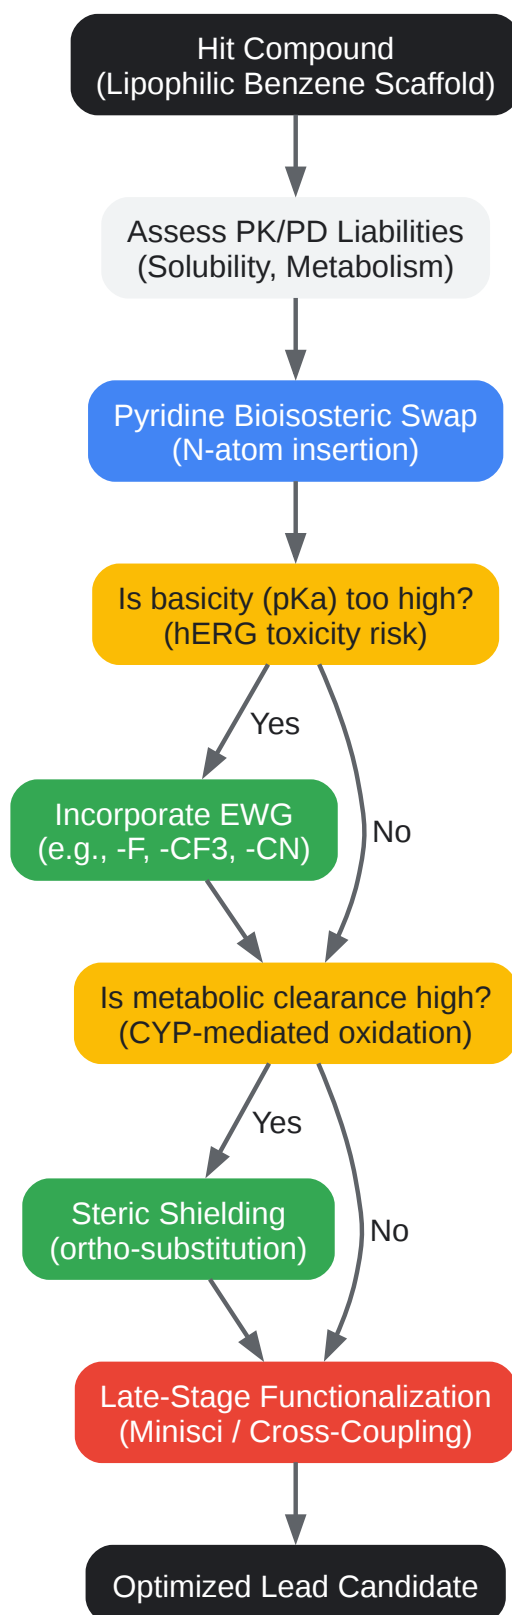 Hit Compound
(Lipophilic Benzene Scaffold)
Assess PK/PD Liabilities
(Solubility, Metabolism)
Pyridine Bioisosteric Swap
(N-atom insertion)
Is basicity (pKa) too high?
(hERG toxicity risk)
Yes
Incorporate EWG
(e.g., -F, -CF3, -CN)
No
Is metabolic clearance high?
(CYP-mediated oxidation)
Yes
Steric Shielding
(ortho-substitution)
No
Late-Stage Functionalization
(Minisci / Cross-Coupling)
Optimized Lead Candidate